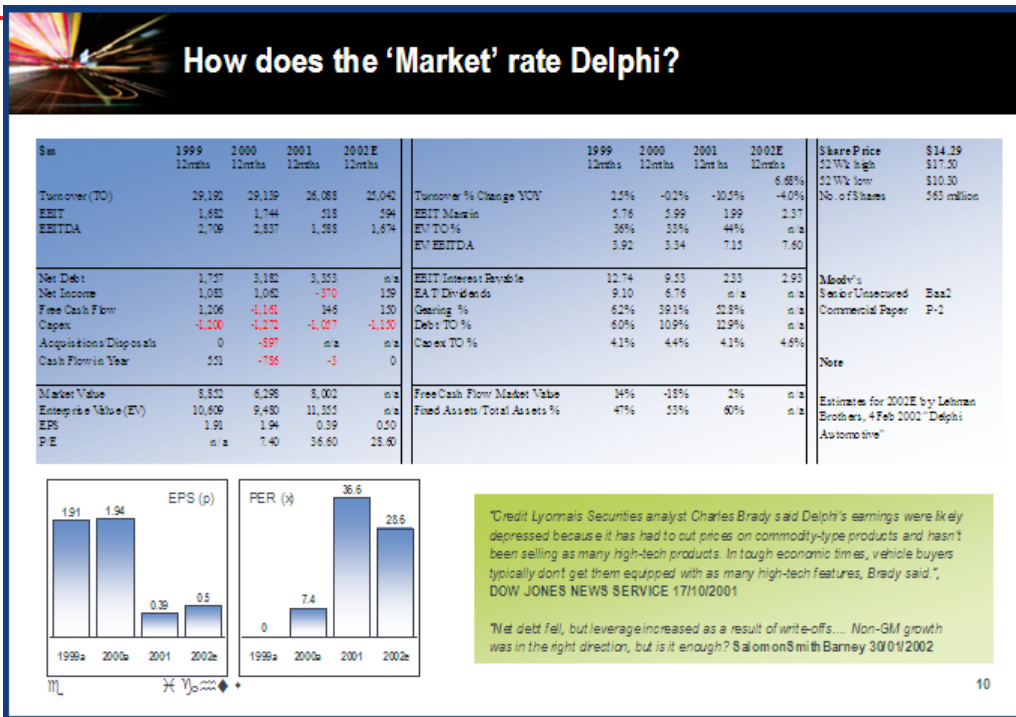 How does the ‘Market’ rate Delphi?
$m 1999 2000 2001 2002E
12mths 12mths 12mths 12mths
Turnover (TO) 29,192 29,139 26,088 25,042
EBIT 1,682 1,744 518 594
EBITDA 2,709 2,837 1,588 1,674
Net Debt 1,757 3,182 3,353 n/a
Net Income 1,083 1,062 -370 159
Free Cash Flow 1,206 -1,161 146 150
Capex -1,200 -1,272 -1,057 -1,150
Acquisitions/Disposals 0 -897 n/a n/a
Cash Flow in Year 551 -786 -3 0
Market Value 8,852 6,298 8,002 n/a
Enterprise Value (EV) 10,609 9,480 11,355 n/a
EPS 1.91 1.94 0.39 0.50
P/E n/a 7.40 36.60 28.60
1999 2000 2001 2002E
12mths 12mths 12mths 12mths
6.68%
Turnover % Change YOY 2.5% -0.2% -10.5% -4.0%
EBIT Margin 5.76 5.99 1.99 2.37
EV/TO % 36% 33% 44% n/a
EV/EBITDA 3.92 3.34 7.15 7.60
EBIT/Interest Payable 12.74 9.53 2.33 2.93
EAT/Dividends 9.10 6.76 n/a n/a
Gearing % 62% 39.1% 52.8% n/a
Debt/TO % 6.0% 10.9% 12.9% n/a
Capex/TO % 4.1% 4.4% 4.1% 4.6%
Free Cash Flow/Market Value 14% -18% 2% n/a
Fixed Assets/Total Assets % 47% 53% 60% n/a
Share Price $14.29
52 Wk high $17.50
52 Wk low $10.30
No. of Shares 563 million
Moody's
Senior Unsecured Baa2
Commercial Paper P-2
Note
Estimates for 2002E by Lehman
Brothers, 4 Feb 2002 "Delphi
Automotive"
EPS (p)
1.91 1.94 0.39 0.5
1999a 2000a 2001 2002e
PER (x)
0 7.4 36.6 28.6
1999a 2000a 2001 2002e
"Credit Lyonnais Securities analyst Charles Brady said Delphi's earnings were likely
depressed because it has had to cut prices on commodity-type products and hasn't
been selling as many high-tech products. In tough economic times, vehicle buyers
typically don't get them equipped with as many high-tech features, Brady said.",
DOW JONES NEWS SERVICE 17/10/2001
"Net debt fell, but leverage increased as a result of write-offs.... Non-GM growth
was in the right direction, but is it enough? SalomonSmithBarney 30/01/2002
♏ ♓ ♑♒◆ ✦
10